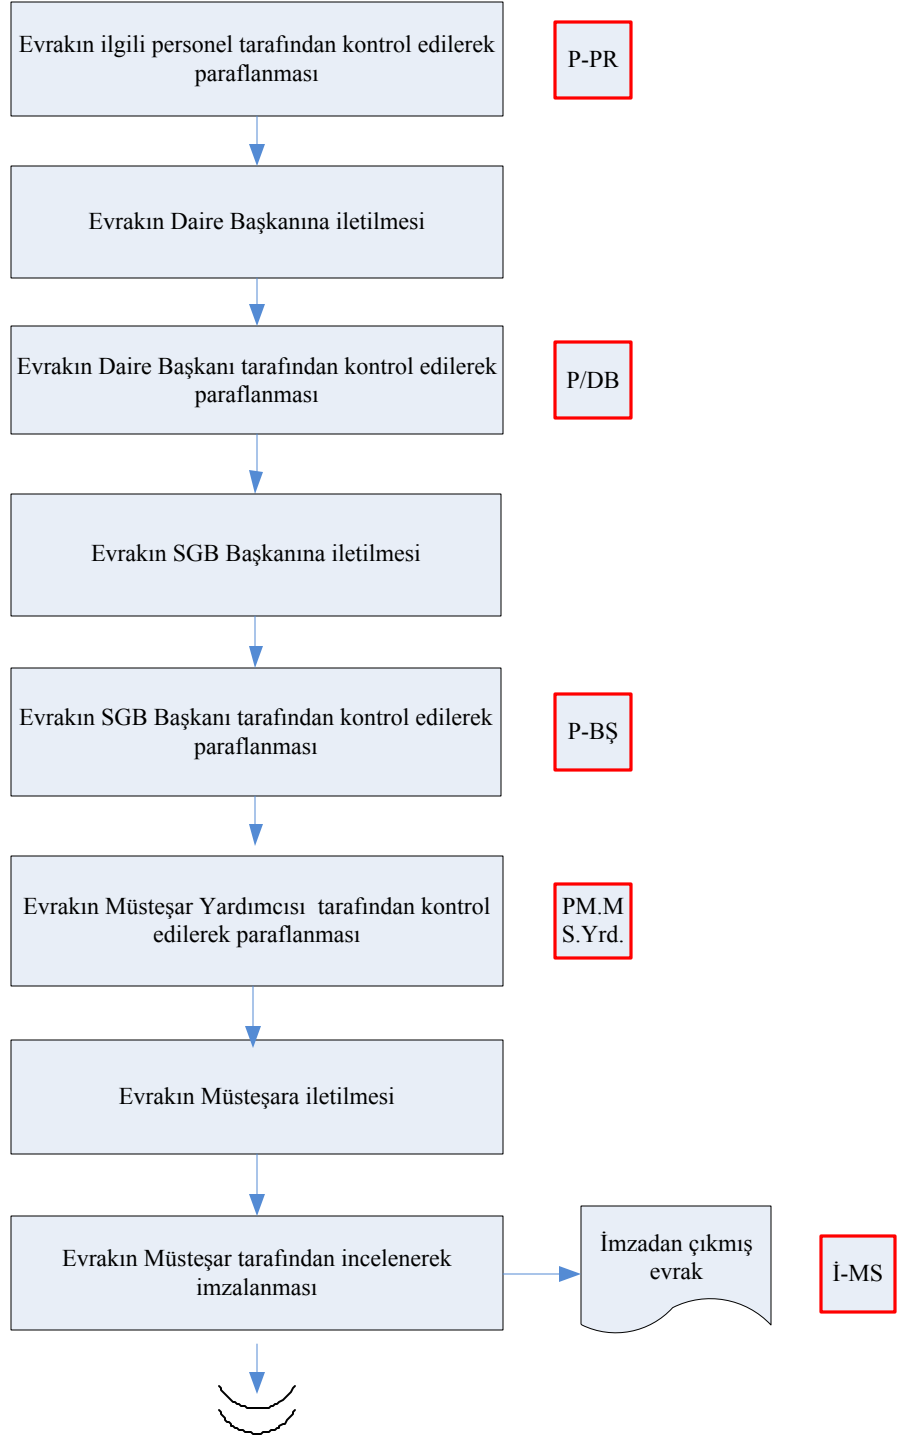 Evrakın ilgili personel tarafından kontrol edilerek
paraflanması
P-PR
Evrakın Daire Başkanına iletilmesi
Evrakın Daire Başkanı tarafından kontrol edilerek
paraflanması
P/DB
Evrakın SGB Başkanına iletilmesi
Evrakın SGB Başkanı tarafından kontrol edilerek
paraflanması
P-BŞ
Evrakın Müsteşar Yardımcısı  tarafından kontrol
edilerek paraflanması
PM.M
S.Yrd.
Evrakın Müsteşara iletilmesi
Evrakın Müsteşar tarafından incelenerek
imzalanması
İmzadan çıkmış
evrak
İ-MS